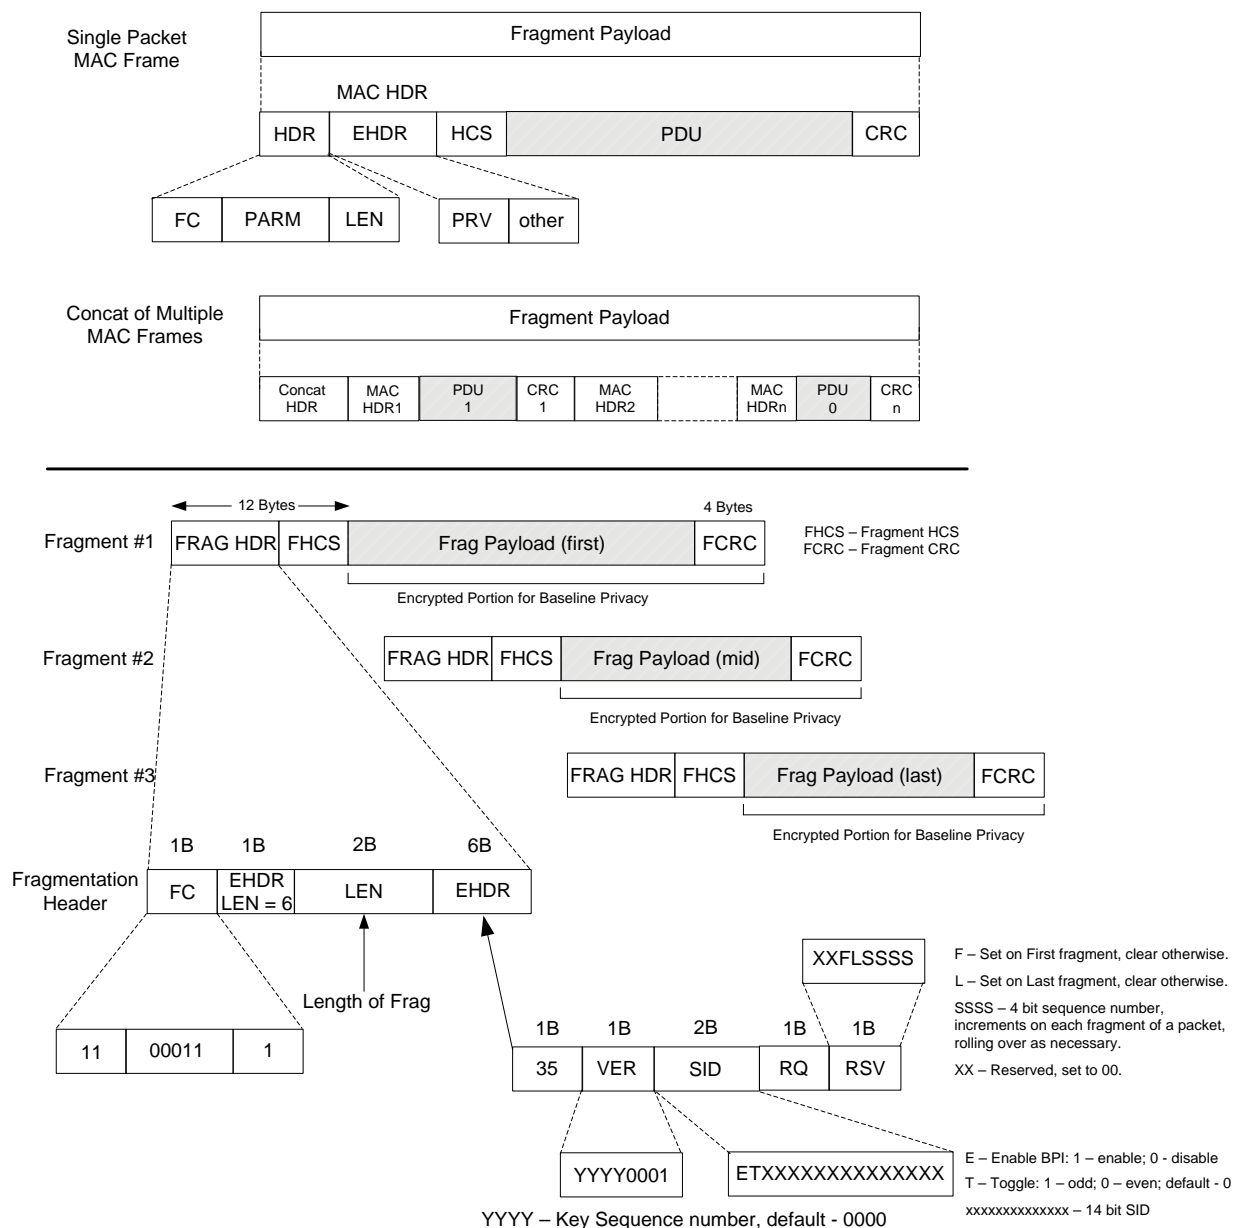 Single Packet
MAC Frame
Fragment Payload
MAC HDR
HDR
EHDR
HCS
PDU
CRC
FC
PARM
LEN
PRV
other
Concat of Multiple
MAC Frames
Fragment Payload
Concat
HDR
MAC
HDR1
PDU
1
CRC
1
MAC
HDR2
MAC
HDRn
PDU
0
CRC
n
12 Bytes
4 Bytes
Fragment #1
FRAG HDR
FHCS
Frag Payload (first)
FCRC
FHCS – Fragment HCS
FCRC – Fragment CRC
Encrypted Portion for Baseline Privacy
Fragment #2
FRAG HDR
FHCS
Frag Payload (mid)
FCRC
Encrypted Portion for Baseline Privacy
Fragment #3
FRAG HDR
FHCS
Frag Payload (last)
FCRC
Encrypted Portion for Baseline Privacy
1B
1B
2B
6B
Fragmentation
Header
FC
EHDR
LEN = 6
LEN
EHDR
Length of Frag
11
00011
1
XXFLSSSS
F – Set on First fragment, clear otherwise.
L – Set on Last fragment, clear otherwise.
SSSS – 4 bit sequence number,
increments on each fragment of a packet,
rolling over as necessary.
XX – Reserved, set to 00.
1B
1B
2B
1B
1B
35
VER
SID
RQ
RSV
YYYY0001
ETXXXXXXXXXXXXXX
E – Enable BPI: 1 – enable; 0 - disable
T – Toggle: 1 – odd; 0 – even; default - 0
xxxxxxxxxxxxxx – 14 bit SID
YYYY – Key Sequence number, default - 0000